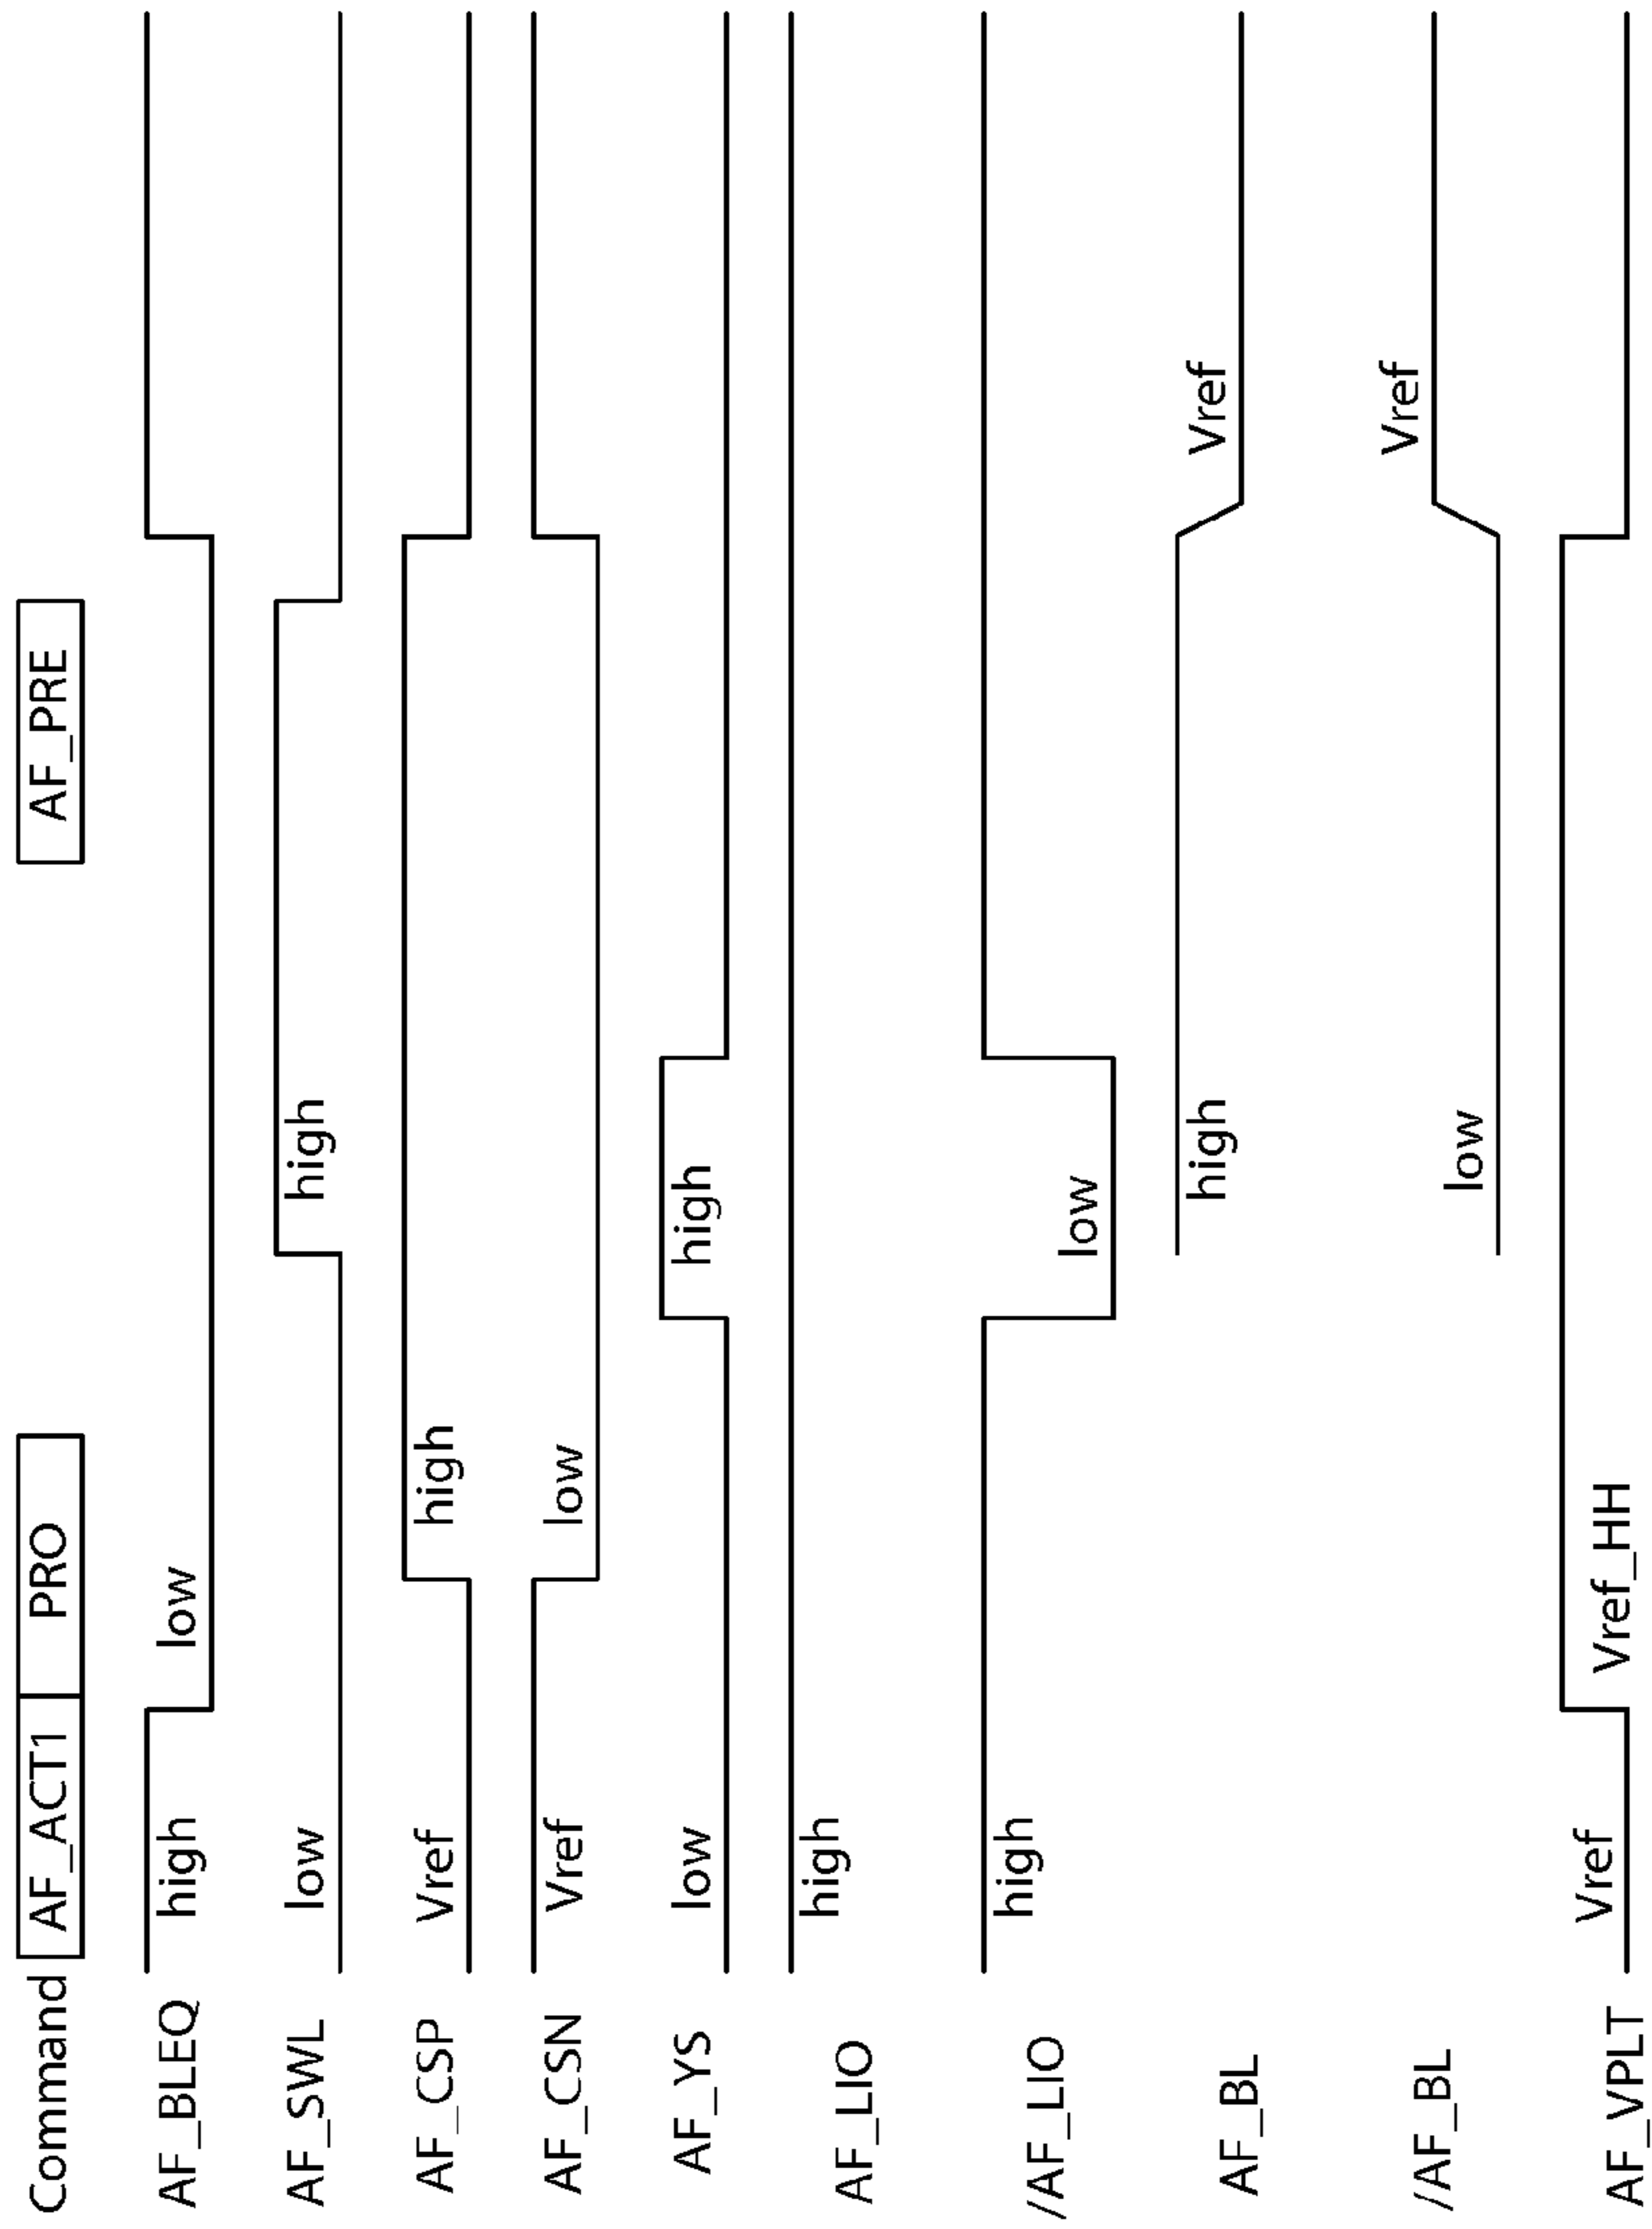 Command AF_ACT1 PRO AF_PRE
AF_BLEQ high low
AF_SWL low high
AF_CSP Vref high
AF_CSN Vref low
AF_YS low high
AF_LIO high
/AF_LIO high low
AF_BL high Vref
/AF_BL low Vref
AF_VPLT Vref Vref_HH